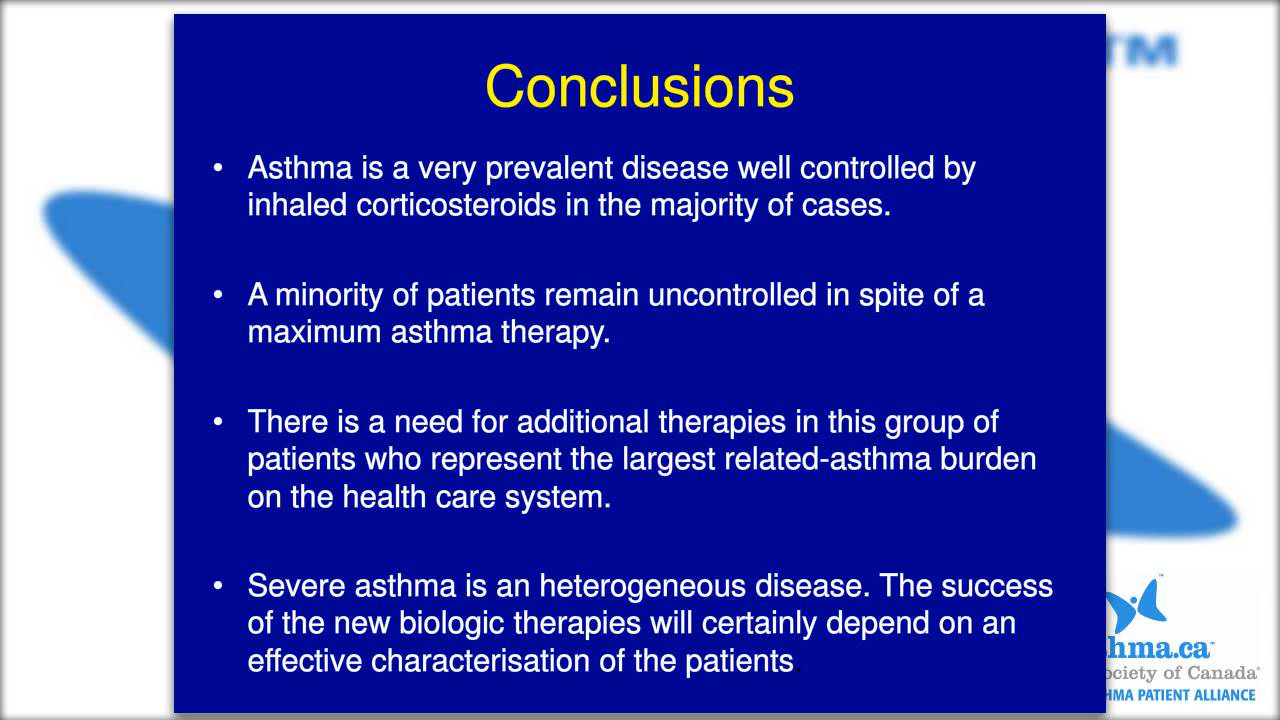 TM
Conclusions
• Asthma is a very prevalent disease well controlled by
inhaled corticosteroids in the majority of cases.
• A minority of patients remain uncontrolled in spite of a
maximum asthma therapy.
• There is a need for additional therapies in this group of
patients who represent the largest related-asthma burden
on the health care system.
• Severe asthma is an heterogeneous disease. The success
of the new biologic therapies will certainly depend on an
effective characterisation of the patients.
hma.ca™
ociety of Canada
HMA PATIENT ALLIANCE